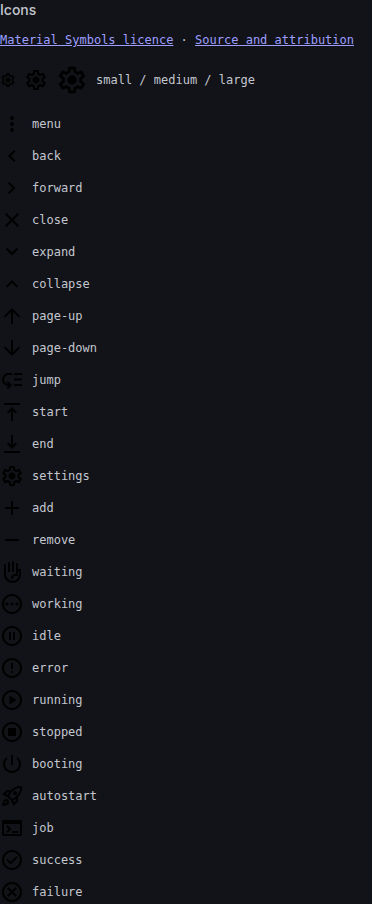 Icons
Material Symbols licence · Source and attribution
small / medium / large
menu
back
forward
close
expand
collapse
page-up
page-down
jump
start
end
settings
add
remove
waiting
working
idle
error
running
stopped
booting
autostart
job
success
failure